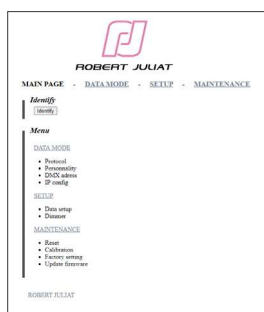 ROBERT JULIAT
MAIN PAGE - DATA MODE - SETUP - MAINTENANCE
Identify
Identify
Menu
DATA MODE
Protocol
Personnality
DMX adress
IP config
SETUP
Data setup
Dimmer
MAINTENANCE
Reset
Calibration
Factory setting
Update firmware
ROBERT JULIAT